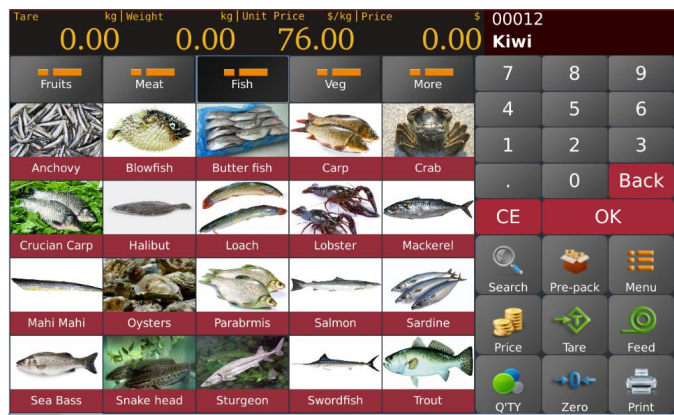 Tare kg Weight kg Unit Price $/kg Price $
0.00 0.00 76.00 0.00
00012
Kiwi
Fruits Meat Fish Veg More
7 8 9
4 5 6
1 2 3
. 0 Back
CE OK
Anchovy Blowfish Butter fish Carp Crab
Crucian Carp Halibut Loach Lobster Mackerel
Mahi Mahi Oysters Parabrmis Salmon Sardine
Sea Bass Snake head Sturgeon Swordfish Trout
Search Pre-pack Menu
Price Tare Feed
Q'TY Zero Print